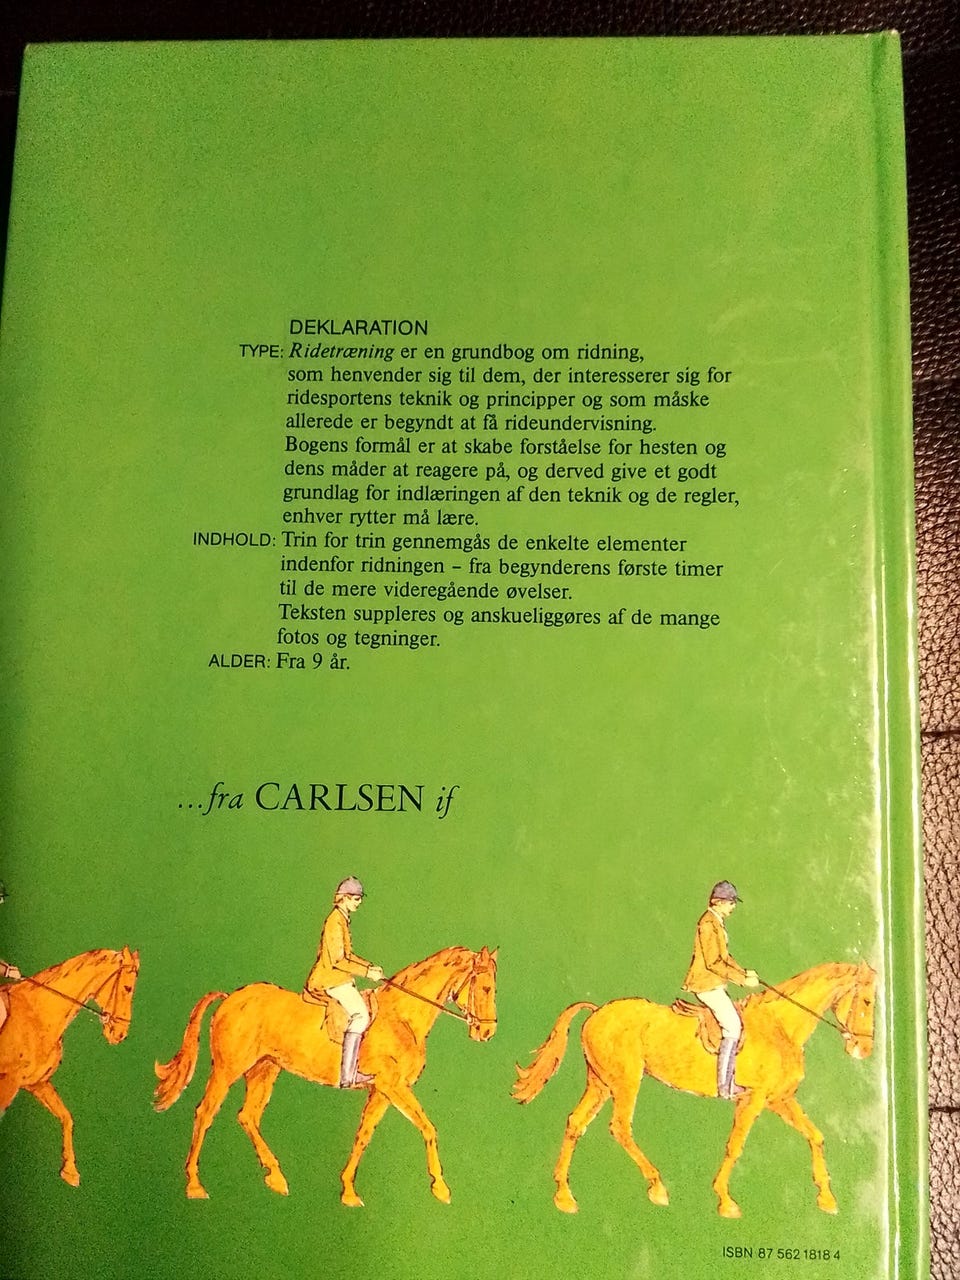 DEKLARATION
TYPE: Ridetræning er en grundbog om ridning,
som henvender sig til dem, der interesserer sig for
ridesportens teknik og principper og som måske
allerede er begyndt at få rideundervisning.
Bogens formål er at skabe forståelse for hesten og
dens måder at reagere på, og derved give et godt
grundlag for indlæringen af den teknik og de regler,
enhver rytter må lære.
INDHOLD: Trin for trin gennemgås de enkelte elementer
indenfor ridningen – fra begynderens første timer
til de mere videregående øvelser.
Teksten suppleres og anskueliggøres af de mange
fotos og tegninger.
ALDER: Fra 9 år.
...fra CARLSEN if
ISBN 87 562 1818 4